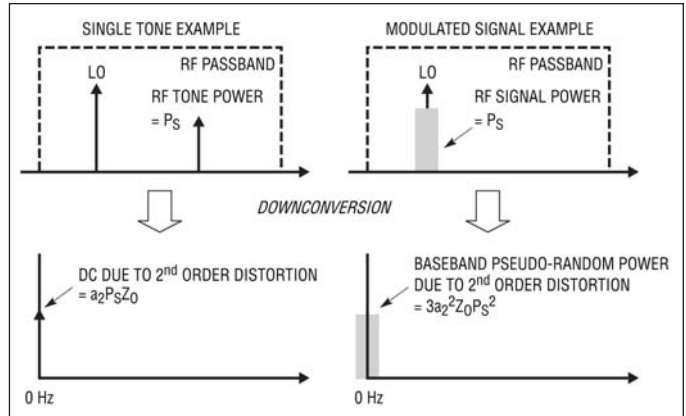 SINGLE TONE EXAMPLE
RF PASSBAND
LO
RF TONE POWER
= PS
MODULATED SIGNAL EXAMPLE
RF PASSBAND
LO
RF SIGNAL POWER
= PS
DOWNCONVERSION
DC DUE TO 2nd ORDER DISTORTION
= a2PSZ0
0 Hz
BASEBAND PSEUDO-RANDOM POWER
DUE TO 2nd ORDER DISTORTION
= 3a2²Z0PS²
0 Hz